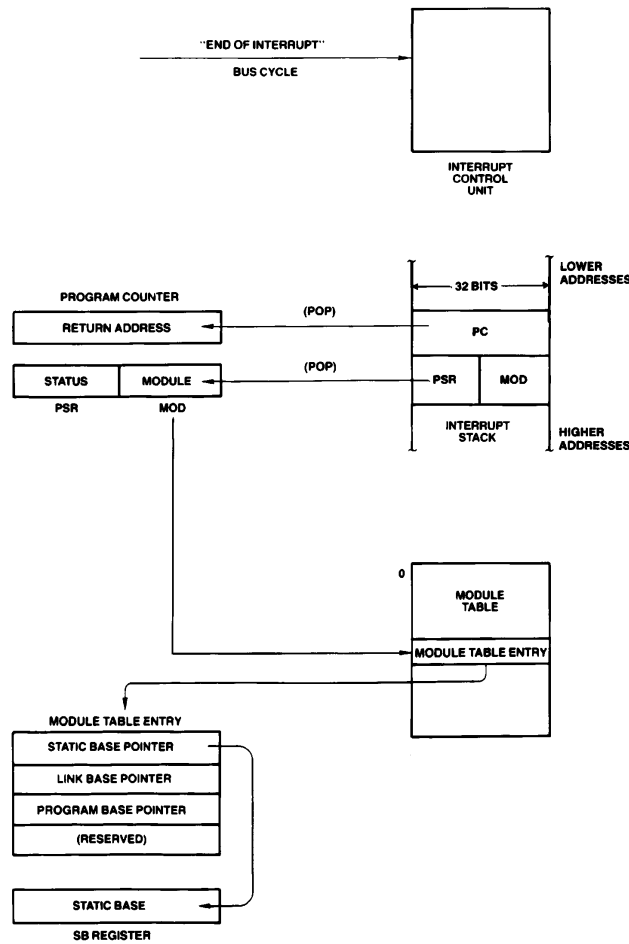 "END OF INTERRUPT"
BUS CYCLE
INTERRUPT
CONTROL
UNIT
LOWER
ADDRESSES
32 BITS
PROGRAM COUNTER
(POP)
RETURN ADDRESS
PC
(POP)
STATUS
MODULE
PSR
MOD
PSR
MOD
INTERRUPT
STACK
HIGHER
ADDRESSES
0
MODULE
TABLE
MODULE TABLE ENTRY
MODULE TABLE ENTRY
STATIC BASE POINTER
LINK BASE POINTER
PROGRAM BASE POINTER
(RESERVED)
STATIC BASE
SB REGISTER